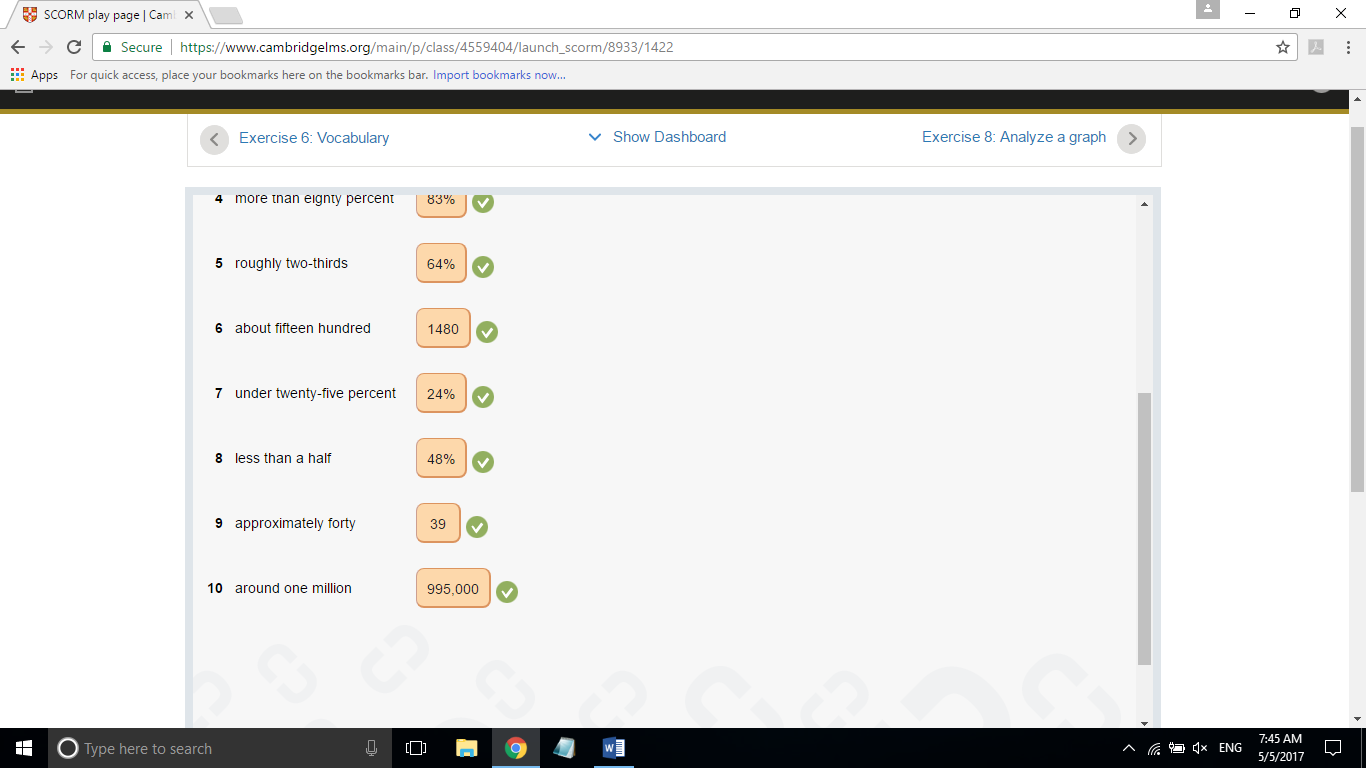 SCORM play page | Cam
Secure https://www.cambridgelms.org/main/p/class/4559404/launch_scorm/8933/1422
Apps For quick access, place your bookmarks here on the bookmarks bar. Import bookmarks now...
Exercise 6: Vocabulary Show Dashboard Exercise 8: Analyze a graph
4 more than eighty percent 83%
5 roughly two-thirds 64%
6 about fifteen hundred 1480
7 under twenty-five percent 24%
8 less than a half 48%
9 approximately forty 39
10 around one million 995,000
Type here to search
ENG
7:45 AM
5/5/2017